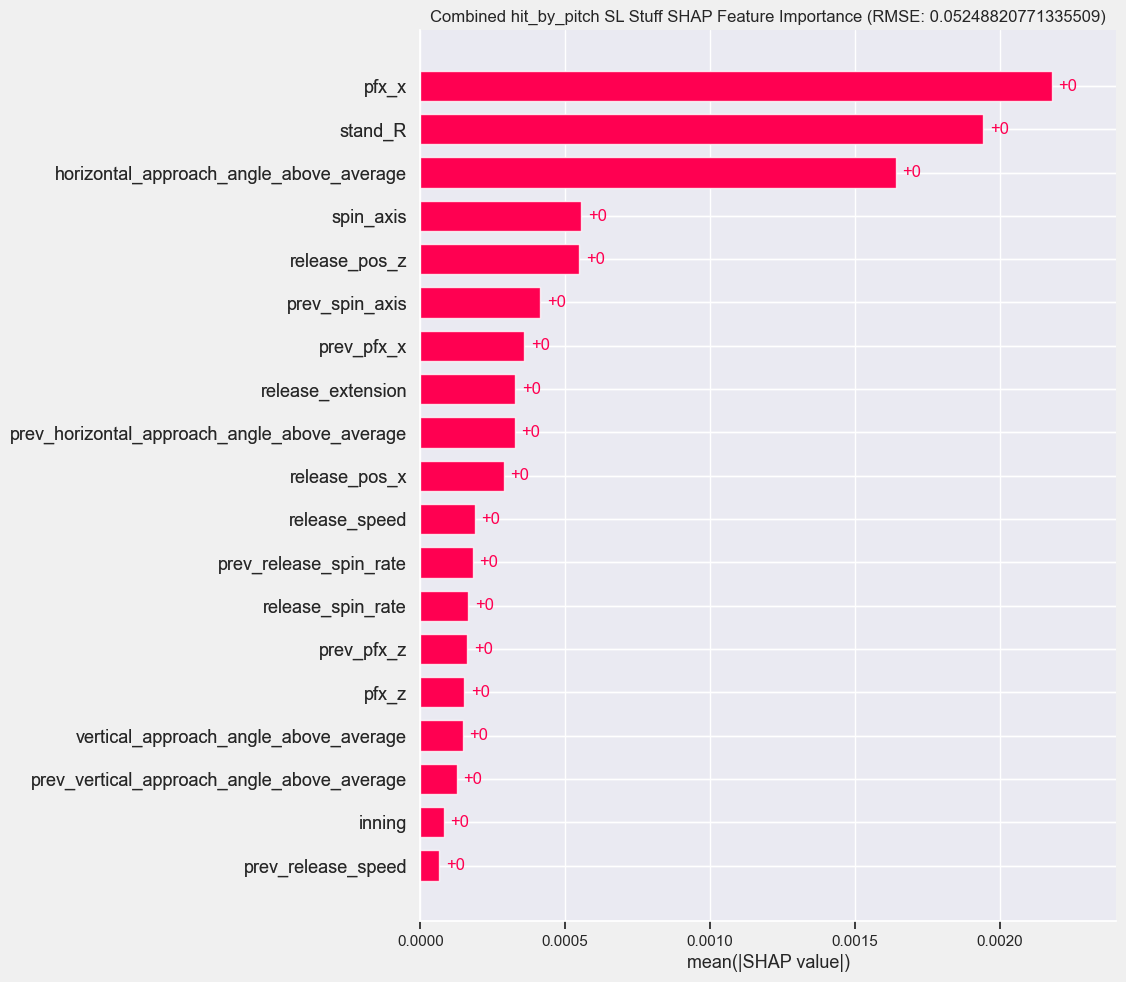 Combined hit_by_pitch SL Stuff SHAP Feature Importance (RMSE: 0.05248820771335509)
pfx_x +0
stand_R +0
horizontal_approach_angle_above_average +0
spin_axis +0
release_pos_z +0
prev_spin_axis +0
prev_pfx_x +0
release_extension +0
prev_horizontal_approach_angle_above_average +0
release_pos_x +0
release_speed +0
prev_release_spin_rate +0
release_spin_rate +0
prev_pfx_z +0
pfx_z +0
vertical_approach_angle_above_average +0
prev_vertical_approach_angle_above_average +0
inning +0
prev_release_speed +0
0.0000 0.0005 0.0010 0.0015 0.0020
mean(|SHAP value|)